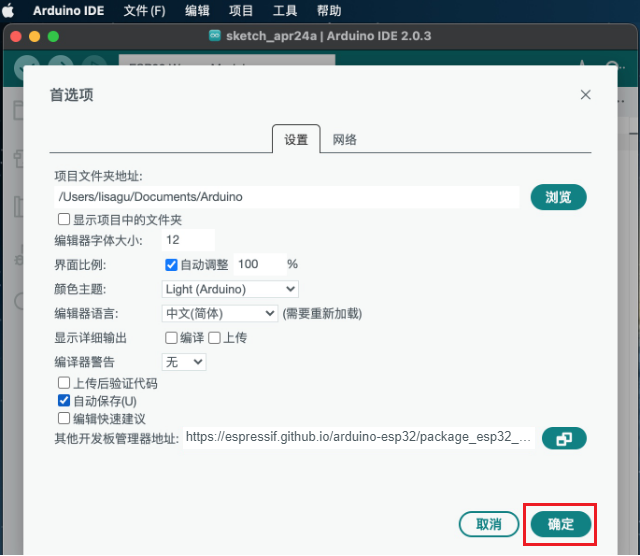 Arduino IDE 文件(F) 编辑 项目 工具 帮助
sketch_apr24a | Arduino IDE 2.0.3
首选项
设置 网络
项目文件夹地址:
/Users/lisagu/Documents/Arduino 浏览
显示项目中的文件夹
编辑器字体大小: 12
界面比例: 自动调整 100 %
颜色主题: Light (Arduino)
编辑器语言: 中文(简体) (需要重新加载)
显示详细输出 编译 上传
编译器警告 无
上传后验证代码
自动保存(U)
编辑快速建议
其他开发板管理器地址: https://espressif.github.io/arduino-esp32/package_esp32_...
取消 确定